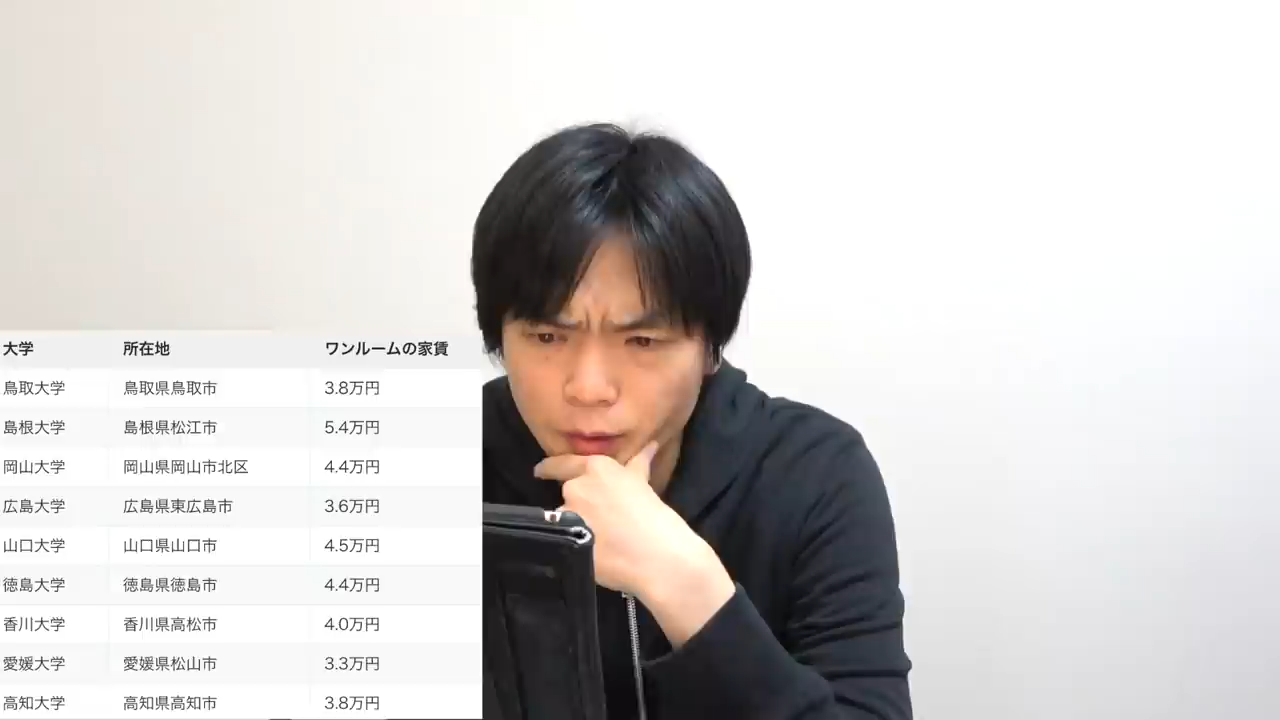 大学 所在地 ワンルームの家賃
鳥取大学 鳥取県鳥取市 3.8万円
島根大学 島根県松江市 5.4万円
岡山大学 岡山県岡山市北区 4.4万円
広島大学 広島県東広島市 3.6万円
山口大学 山口県山口市 4.5万円
徳島大学 徳島県徳島市 4.4万円
香川大学 香川県高松市 4.0万円
愛媛大学 愛媛県松山市 3.3万円
高知大学 高知県高知市 3.8万円